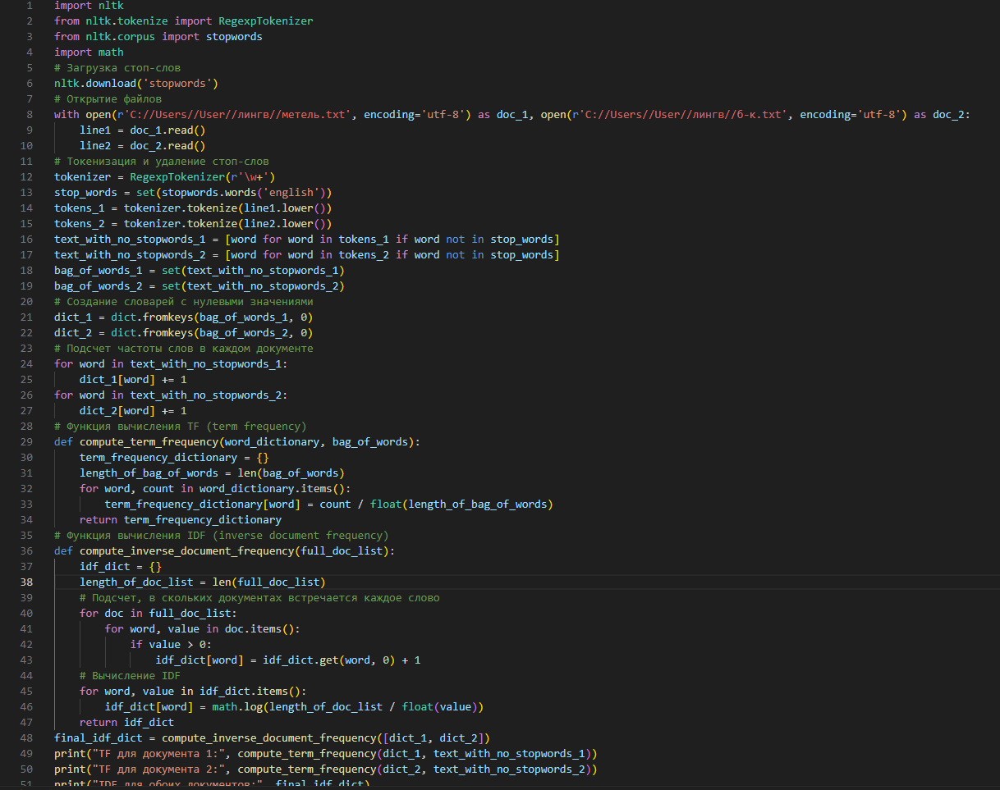 1 import nltk
2 from nltk.tokenize import RegexpTokenizer
3 from nltk.corpus import stopwords
4 import math
5 # Загрузка стоп-слов
6 nltk.download('stopwords')
7 # Открытие файлов
8 with open(r'C://Users//User//лингв//метель.txt', encoding='utf-8') as doc_1, open(r'C://Users//User//лингв//б-к.txt', encoding='utf-8') as doc_2:
9     line1 = doc_1.read()
10     line2 = doc_2.read()
11 # Токенизация и удаление стоп-слов
12 tokenizer = RegexpTokenizer(r'\w+')
13 stop_words = set(stopwords.words('english'))
14 tokens_1 = tokenizer.tokenize(line1.lower())
15 tokens_2 = tokenizer.tokenize(line2.lower())
16 text_with_no_stopwords_1 = [word for word in tokens_1 if word not in stop_words]
17 text_with_no_stopwords_2 = [word for word in tokens_2 if word not in stop_words]
18 bag_of_words_1 = set(text_with_no_stopwords_1)
19 bag_of_words_2 = set(text_with_no_stopwords_2)
20 # Создание словарей с нулевыми значениями
21 dict_1 = dict.fromkeys(bag_of_words_1, 0)
22 dict_2 = dict.fromkeys(bag_of_words_2, 0)
23 # Подсчет частоты слов в каждом документе
24 for word in text_with_no_stopwords_1:
25     dict_1[word] += 1
26 for word in text_with_no_stopwords_2:
27     dict_2[word] += 1
28 # Функция вычисления TF (term frequency)
29 def compute_term_frequency(word_dictionary, bag_of_words):
30     term_frequency_dictionary = {}
31     length_of_bag_of_words = len(bag_of_words)
32     for word, count in word_dictionary.items():
33         term_frequency_dictionary[word] = count / float(length_of_bag_of_words)
34     return term_frequency_dictionary
35 # Функция вычисления IDF (inverse document frequency)
36 def compute_inverse_document_frequency(full_doc_list):
37     idf_dict = {}
38     length_of_doc_list = len(full_doc_list)
39     # Подсчет, в скольких документах встречается каждое слово
40     for doc in full_doc_list:
41         for word, value in doc.items():
42             if value > 0:
43                 idf_dict[word] = idf_dict.get(word, 0) + 1
44     # Вычисление IDF
45     for word, value in idf_dict.items():
46         idf_dict[word] = math.log(length_of_doc_list / float(value))
47     return idf_dict
48 final_idf_dict = compute_inverse_document_frequency([dict_1, dict_2])
49 print("TF для документа 1:", compute_term_frequency(dict_1, text_with_no_stopwords_1))
50 print("TF для документа 2:", compute_term_frequency(dict_2, text_with_no_stopwords_2))
51 print("IDF для обоих документов:", final_idf_dict)